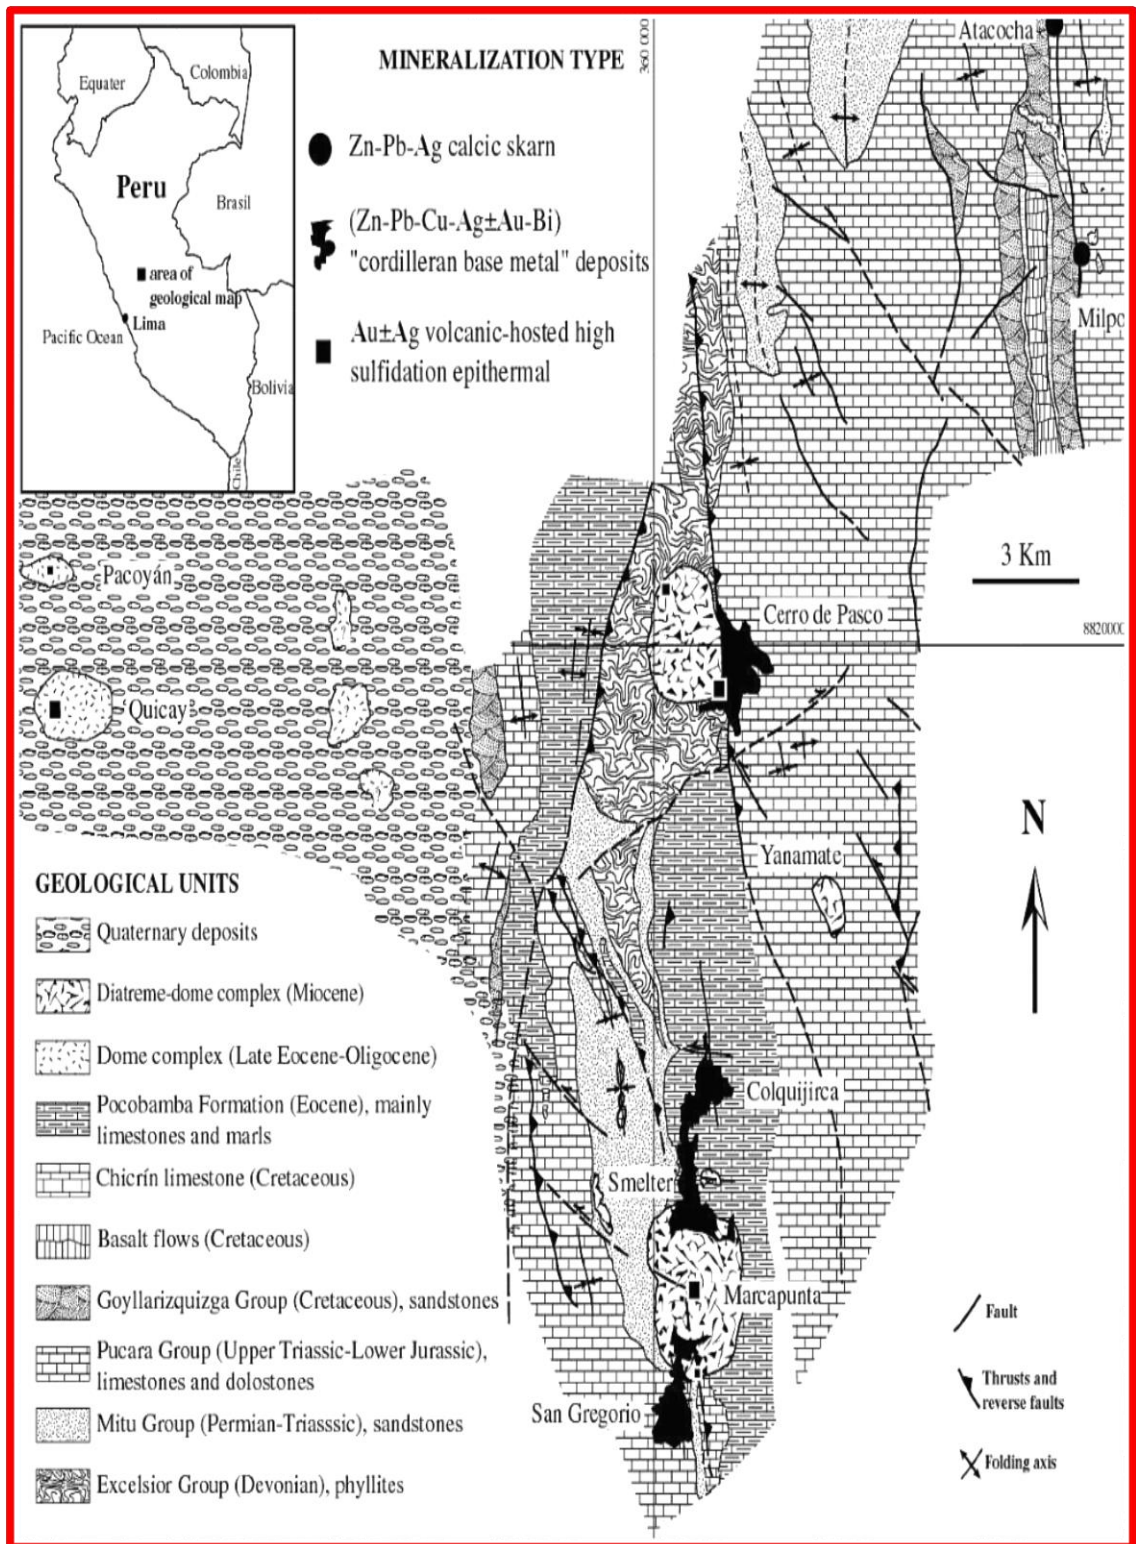 Equater
Colombia
Peru
Brasil
area of
geological map
Lima
Pacific Ocean
Bolivia
Chile
MINERALIZATION TYPE
Zn-Pb-Ag calcic skarn
(Zn-Pb-Cu-Ag±Au-Bi)
"cordilleran base metal" deposits
Au±Ag volcanic-hosted high
sulfidation epithermal
360 000
Atacocha
Milpo
3 Km
8820000
Pacoyán
Cerro de Pasco
Quicay
Yanamate
N
Colquijirca
Smelter
Marcapunta
San Gregorio
GEOLOGICAL UNITS
Quaternary deposits
Diatreme-dome complex (Miocene)
Dome complex (Late Eocene-Oligocene)
Pocobamba Formation (Eocene), mainly
limestones and marls
Chicrín limestone (Cretaceous)
Basalt flows (Cretaceous)
Goyllarizquizga Group (Cretaceous), sandstones
Pucara Group (Upper Triassic-Lower Jurassic),
limestones and dolostones
Mitu Group (Permian-Triasssic), sandstones
Excelsior Group (Devonian), phyllites
Fault
Thrusts and
reverse faults
Folding axis